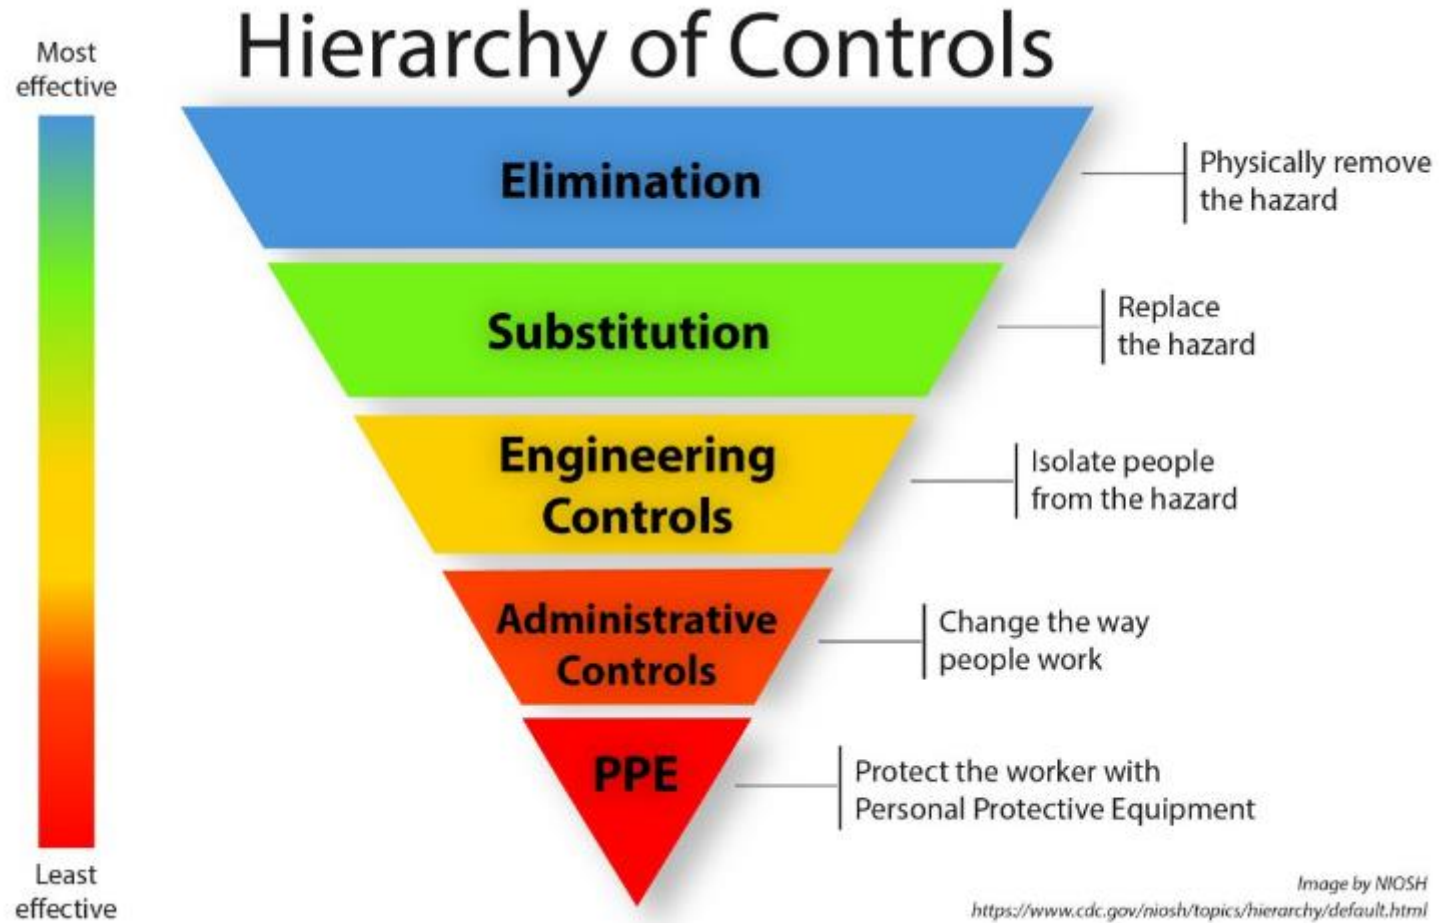 Hierarchy of Controls
Most
effective
Elimination
Physically remove
the hazard
Substitution
Replace
the hazard
Engineering
Controls
Isolate people
from the hazard
Administrative
Controls
Change the way
people work
PPE
Protect the worker with
Personal Protective Equipment
Least
effective
Image by NIOSH
https://www.cdc.gov/niosh/topics/hierarchy/default.html